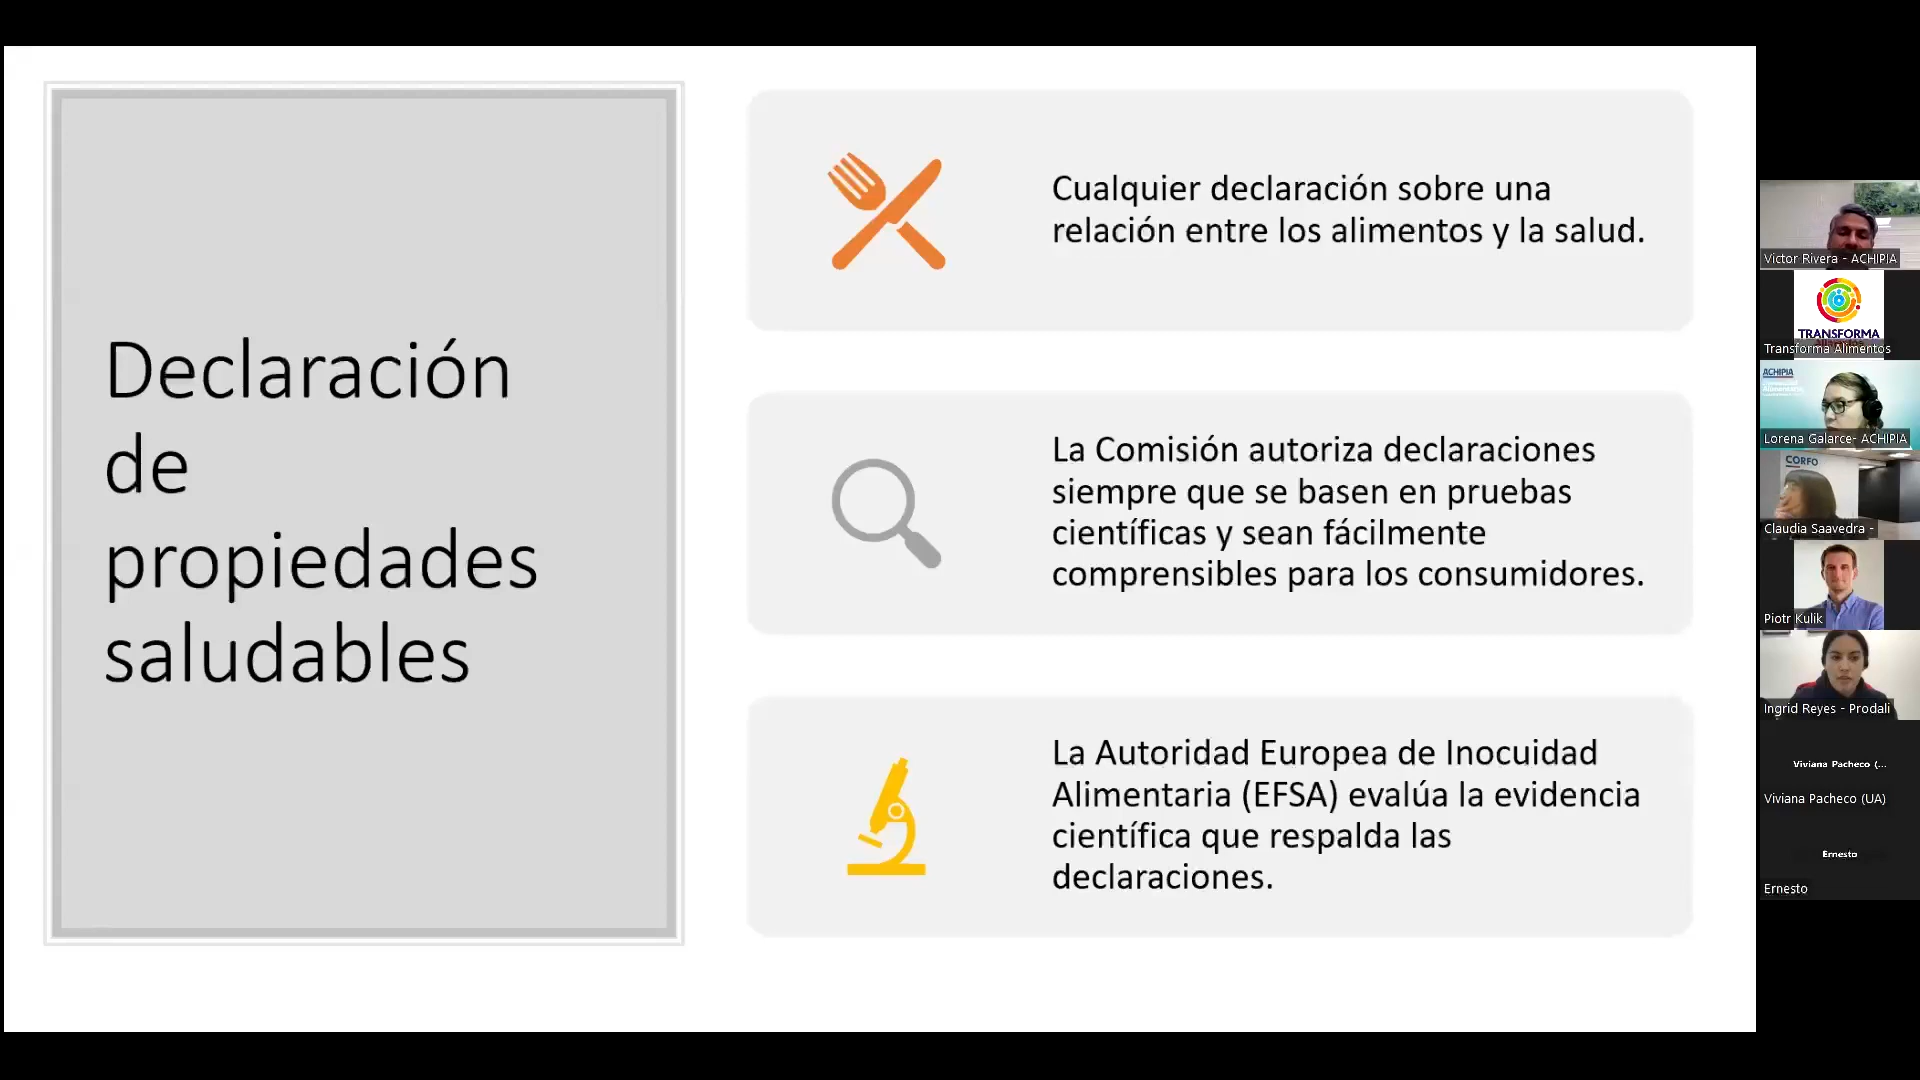 Declaración
de
propiedades
saludables
Cualquier declaración sobre una
relación entre los alimentos y la salud.
La Comisión autoriza declaraciones
siempre que se basen en pruebas
científicas y sean fácilmente
comprensibles para los consumidores.
La Autoridad Europea de Inocuidad
Alimentaria (EFSA) evalúa la evidencia
científica que respalda las
declaraciones.
Victor Rivera - ACHIPIA
TRANSFORMA
Transforma Alimentos
ACHIPIA
Lorena Galarce- ACHIPIA
CORFO
Claudia Saavedra -
Piotr Kulik
Ingrid Reyes - Prodali
Viviana Pacheco (...
Viviana Pacheco (UA)
Ernesto
Ernesto